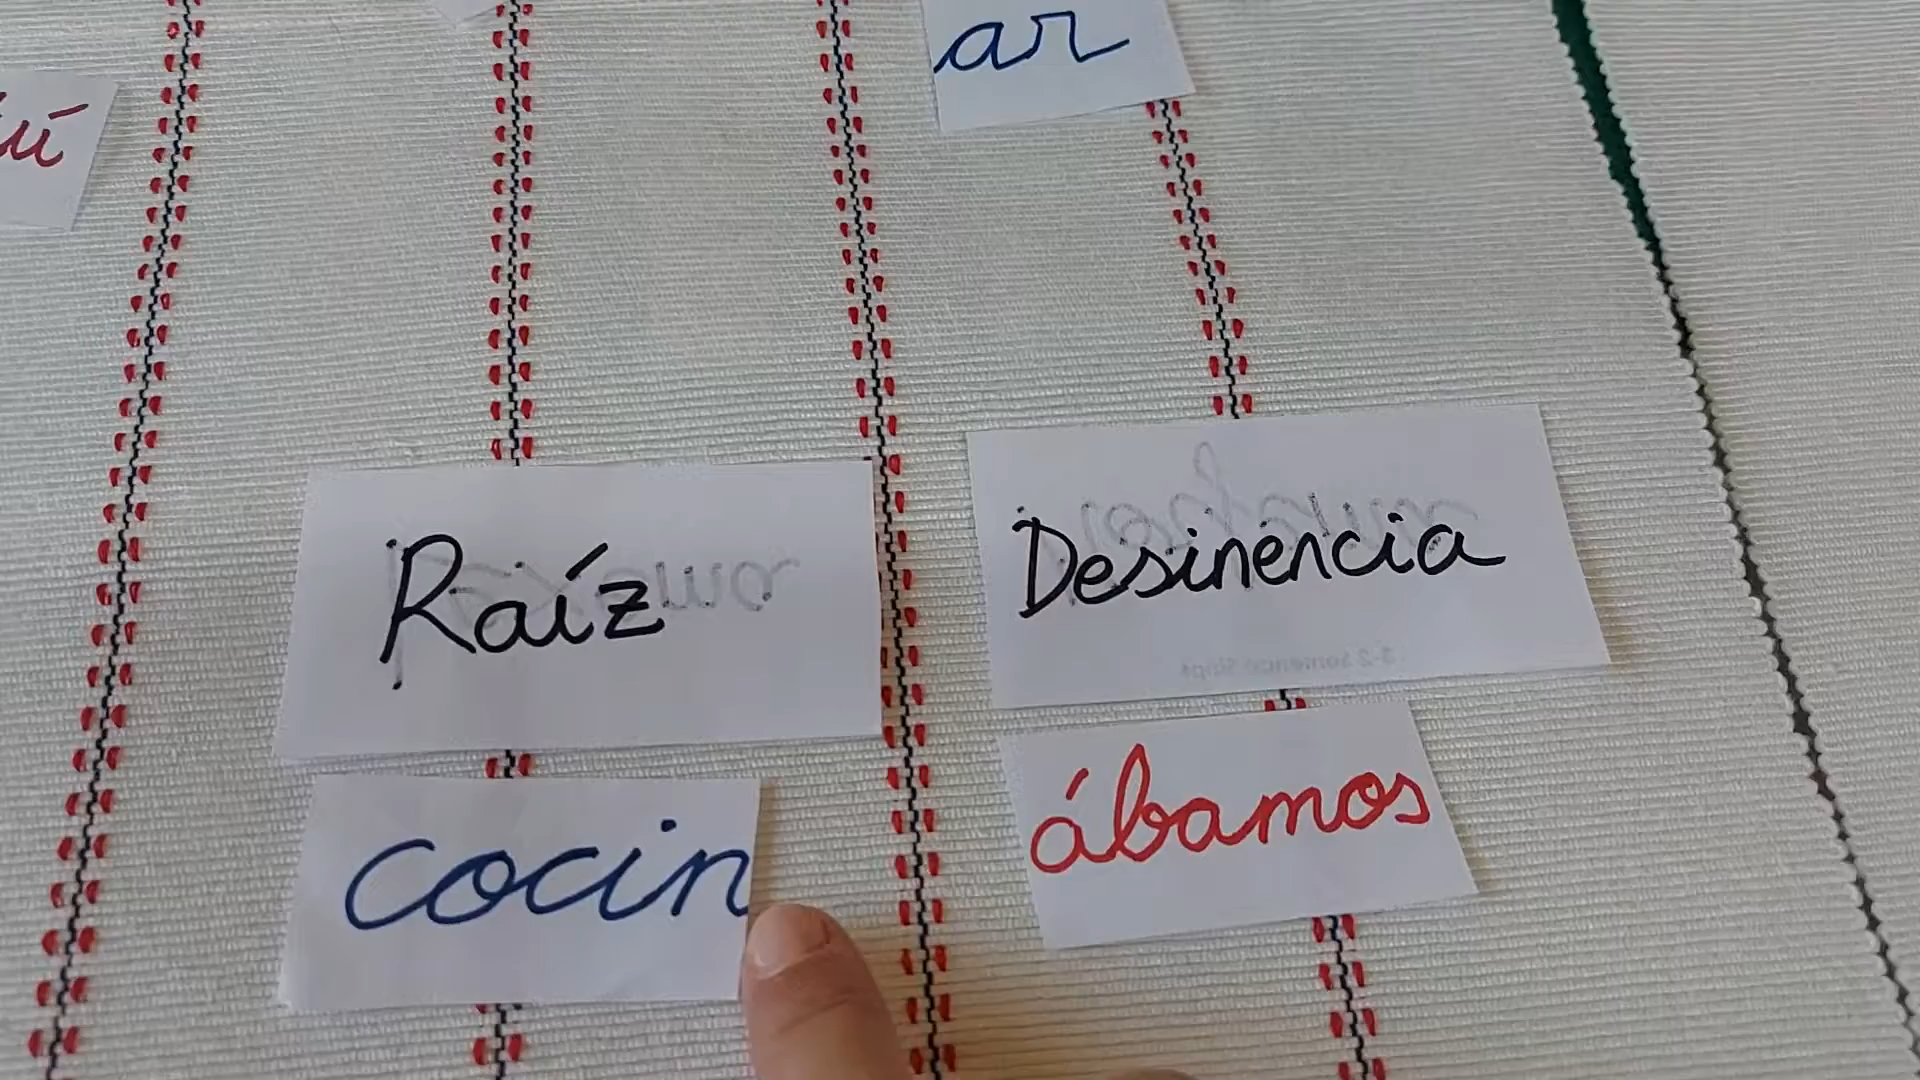 ar
Raíz
Desinencia
cocin
ábamos